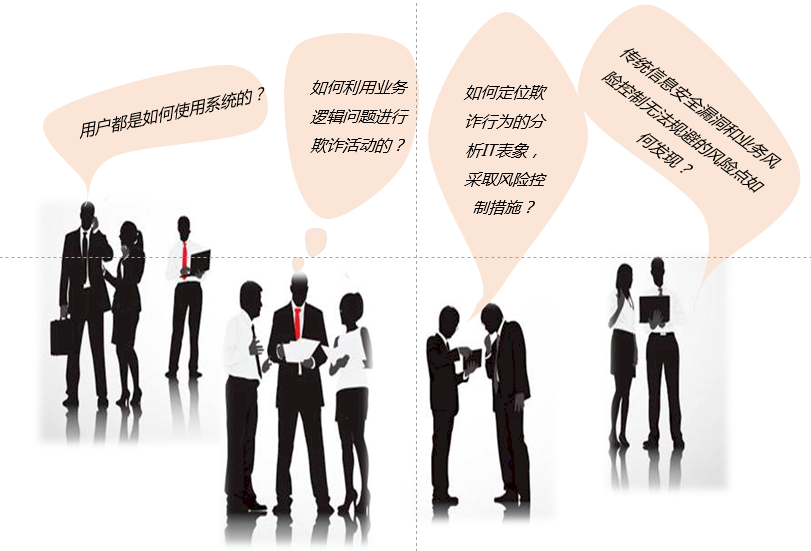 用户都是如何使用系统的？
如何利用业务
逻辑问题进行
欺诈活动的？
如何定位欺
诈行为的分
析IT表象，
采取风险控
制措施？
传统信息安全漏洞和业务风
险控制无法规避的风险点如
何发现？